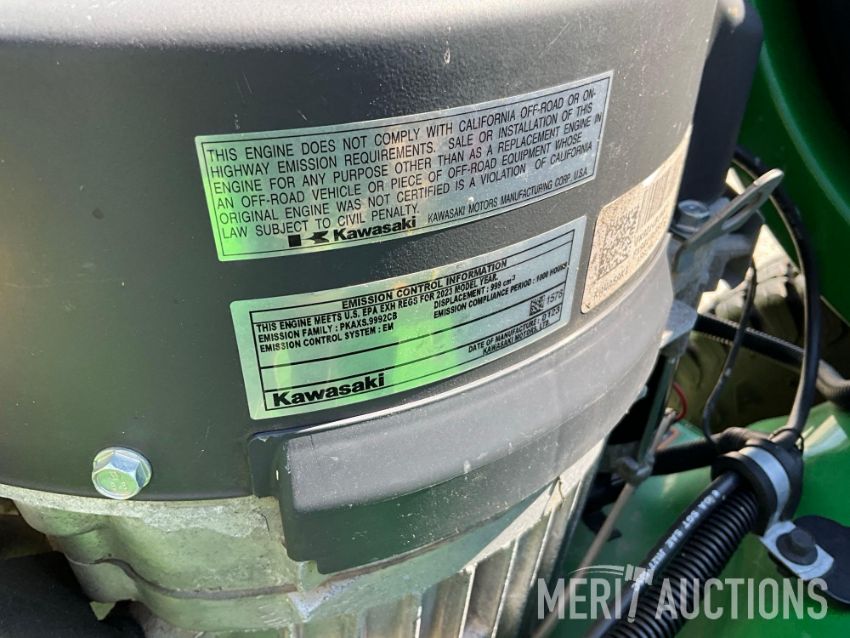 THIS ENGINE DOES NOT COMPLY WITH CALIFORNIA OFF-ROAD OR ON-
HIGHWAY EMISSION REQUIREMENTS. SALE OR INSTALLATION OF THIS
ENGINE FOR ANY PURPOSE OTHER THAN AS A REPLACEMENT ENGINE IN
AN OFF-ROAD VEHICLE OR PIECE OF OFF-ROAD EQUIPMENT WHOSE
ORIGINAL ENGINE WAS NOT CERTIFIED IS A VIOLATION OF CALIFORNIA
LAW SUBJECT TO CIVIL PENALTY. KAWASAKI MOTORS MANUFACTURING CORP. U.S.A
Kawasaki
EMISSION CONTROL INFORMATION
THIS ENGINE MEETS U.S. EPA EXH REGS FOR 2023 MODEL YEAR.
EMISSION FAMILY : PKAXS.9992CB DISPLACEMENT : 999 cm³
EMISSION CONTROL SYSTEM : EM EMISSION COMPLIANCE PERIOD : 1000 HOURS
1575
DATE OF MANUFACTURE : 0123
KAWASAKI MOTORS, LTD.
Kawasaki
MERIT AUCTIONS